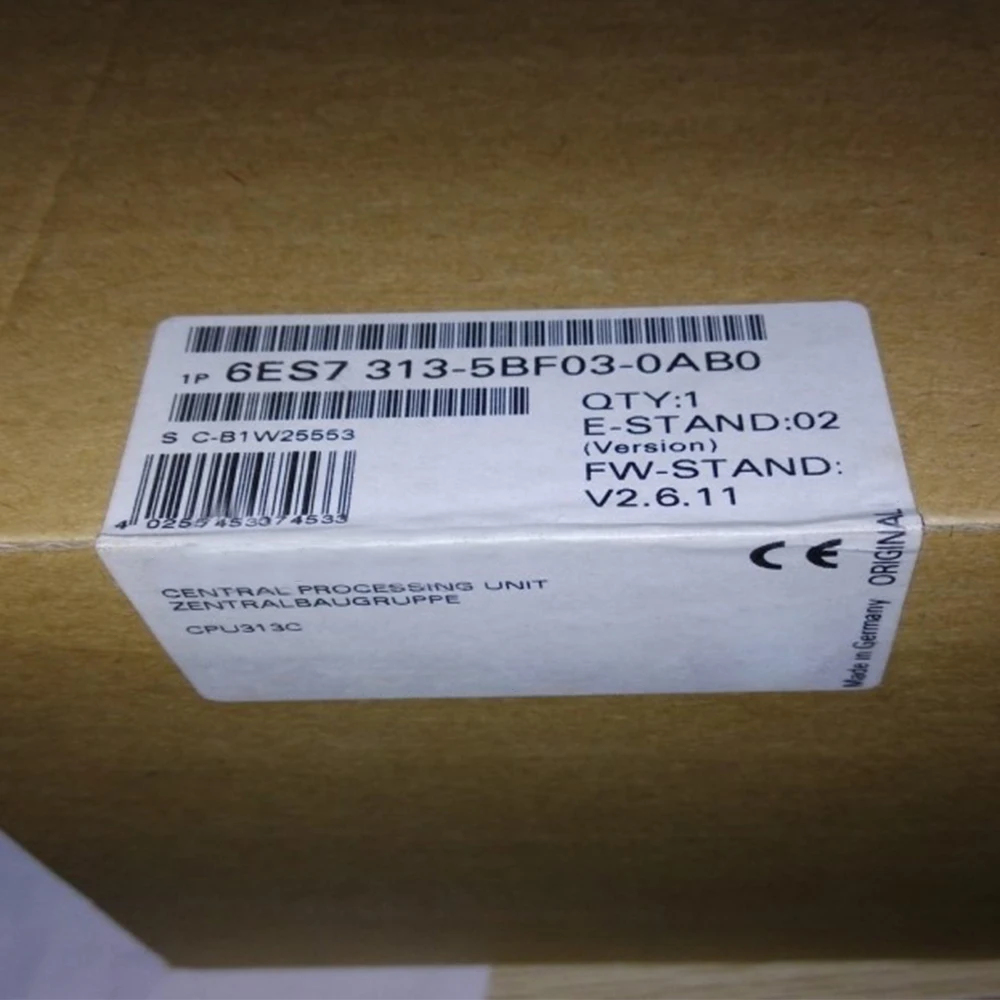 1P 6ES7 313-5BF03-0AB0
S C-B1W25553
QTY:1
E-STAND:02
(Version)
FW-STAND:
V2.6.11
4 025515 307453
CENTRAL PROCESSING UNIT
ZENTRALBAUGRUPPE
CPU313C
CE
Made in Germany ORIGINAL